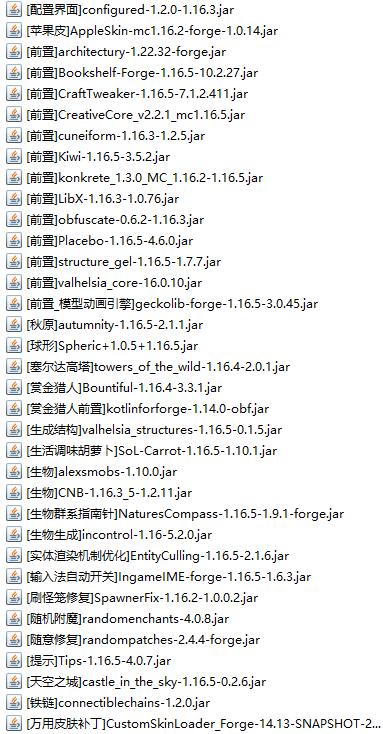 [配置界面]configured-1.2.0-1.16.3.jar
[苹果皮]AppleSkin-mc1.16.2-forge-1.0.14.jar
[前置]architectury-1.22.32-forge.jar
[前置]Bookshelf-Forge-1.16.5-10.2.27.jar
[前置]CraftTweaker-1.16.5-7.1.2.411.jar
[前置]CreativeCore_v2.2.1_mc1.16.5.jar
[前置]cuneiform-1.16.3-1.2.5.jar
[前置]Kiwi-1.16.5-3.5.2.jar
[前置]konkrete_1.3.0_MC_1.16.2-1.16.5.jar
[前置]LibX-1.16.3-1.0.76.jar
[前置]obfuscate-0.6.2-1.16.3.jar
[前置]Placebo-1.16.5-4.6.0.jar
[前置]structure_gel-1.16.5-1.7.7.jar
[前置]valhelsia_core-16.0.10.jar
[前置_模型动画引擎]geckolib-forge-1.16.5-3.0.45.jar
[秋原]autumnity-1.16.5-2.1.1.jar
[球形]Spheric+1.0.5+1.16.5.jar
[塞尔达高塔]towers_of_the_wild-1.16.4-2.0.1.jar
[赏金猎人]Bountiful-1.16.4-3.3.1.jar
[赏金猎人前置]kotlinforforge-1.14.0-obf.jar
[生成结构]valhelsia_structures-1.16.5-0.1.5.jar
[生活调味胡萝卜]SoL-Carrot-1.16.5-1.10.1.jar
[生物]alexsmobs-1.10.0.jar
[生物]CNB-1.16.3_5-1.2.11.jar
[生物群系指南针]NaturesCompass-1.16.5-1.9.1-forge.jar
[生物生成]incontrol-1.16-5.2.0.jar
[实体渲染机制优化]EntityCulling-1.16.5-2.1.6.jar
[输入法自动开关]IngameIME-forge-1.16.5-1.6.3.jar
[刷怪笼修复]SpawnerFix-1.16.2-1.0.0.2.jar
[随机附魔]randomenchants-4.0.8.jar
[随意修复]randompatches-2.4.4-forge.jar
[提示]Tips-1.16.5-4.0.7.jar
[天空之城]castle_in_the_sky-1.16.5-0.2.6.jar
[铁链]connectiblechains-1.2.0.jar
[万用皮肤补丁]CustomSkinLoader_Forge-14.13-SNAPSHOT-2...